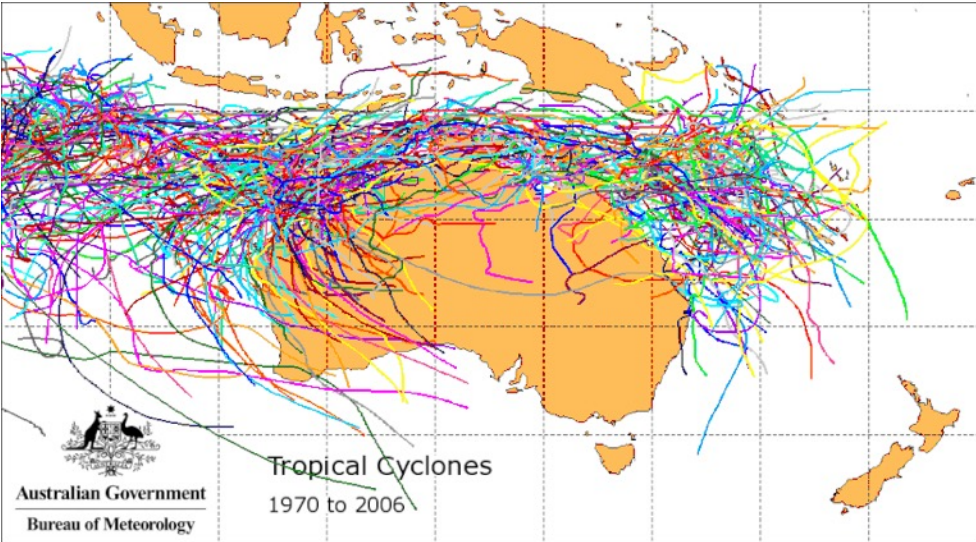 Australian Government
Bureau of Meteorology
Tropical Cyclones
1970 to 2006